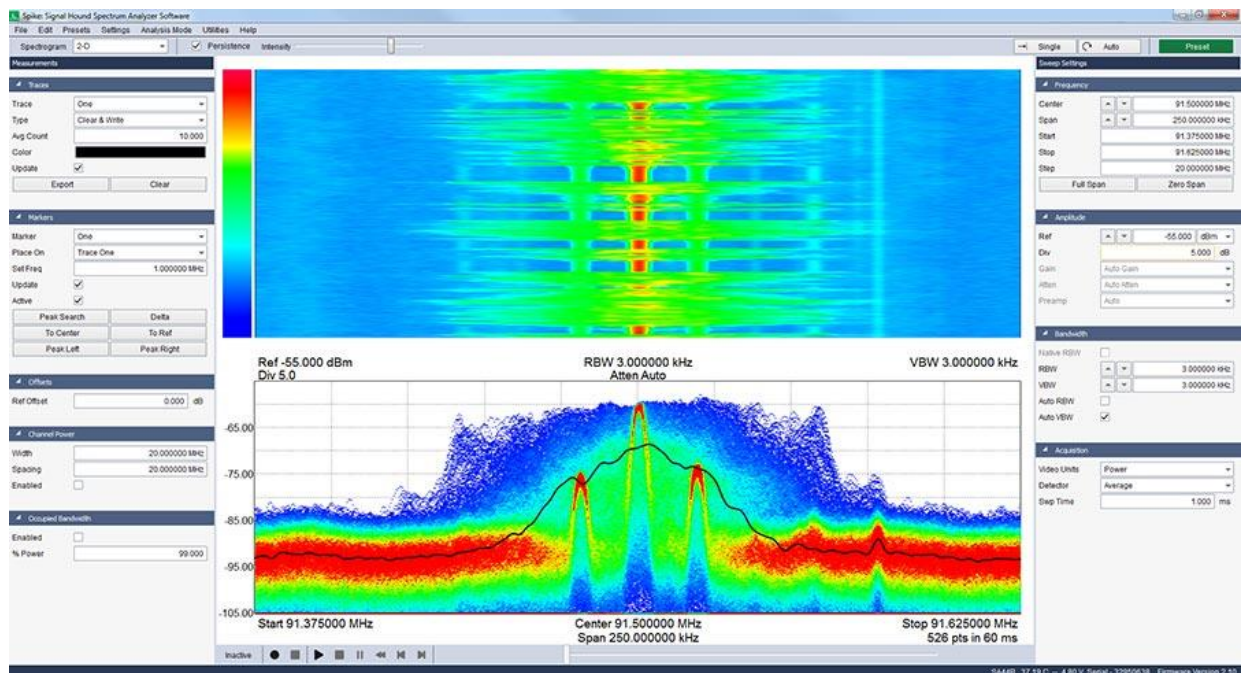 Spike: Signal Hound Spectrum Analyzer Software
File Edit Presets Settings Analysis Mode Utilities Help
Spectrogram 2-D Persistence Intensity Single Auto Preset
Measurements
Traces
Trace One
Type Clear & Write
Avg Count 10.000
Color
Update
Export Clear
Markers
Marker One
Place On Trace One
Set Freq 1.000000 MHz
Update
Active
Peak Search Delta
To Center To Ref
Peak Left Peak Right
Offsets
Ref Offset 0.000 dB
Channel Power
Width 20.000000 MHz
Spacing 20.000000 MHz
Enabled
Occupied Bandwidth
Enabled
% Power 99.000
Ref -55.000 dBm RBW 3.000000 kHz VBW 3.000000 kHz
Div 5.0 Atten Auto
-65.00
-75.00
-85.00
-95.00
-105.00
Start 91.375000 MHz Center 91.500000 MHz Stop 91.625000 MHz
Span 250.000000 kHz 526 pts in 60 ms
Inactive
Sweep Settings
Frequency
Center 91.500000 MHz
Span 250.000000 kHz
Start 91.375000 MHz
Stop 91.625000 MHz
Step 20.000000 MHz
Full Span Zero Span
Amplitude
Ref -55.000 dBm
Div 5.000 dB
Gain Auto Gain
Atten Auto Atten
Preamp Auto
Bandwidth
Native RBW
RBW 3.000000 kHz
VBW 3.000000 kHz
Auto RBW
Auto VBW
Acquisition
Video Units Power
Detector Average
Swp Time 1.000 ms